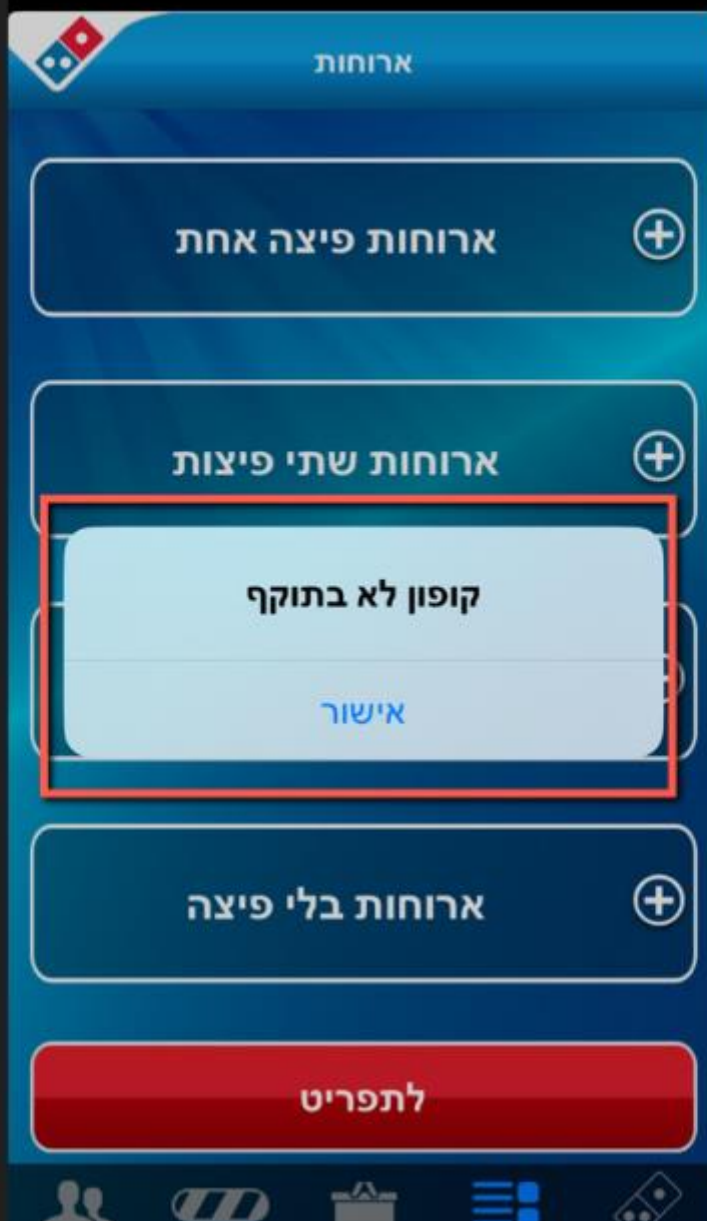 ארוחות
ארוחות פיצה אחת
ארוחות שתי פיצות
קופון לא בתוקף
אישור
ארוחות בלי פיצה
לתפריט